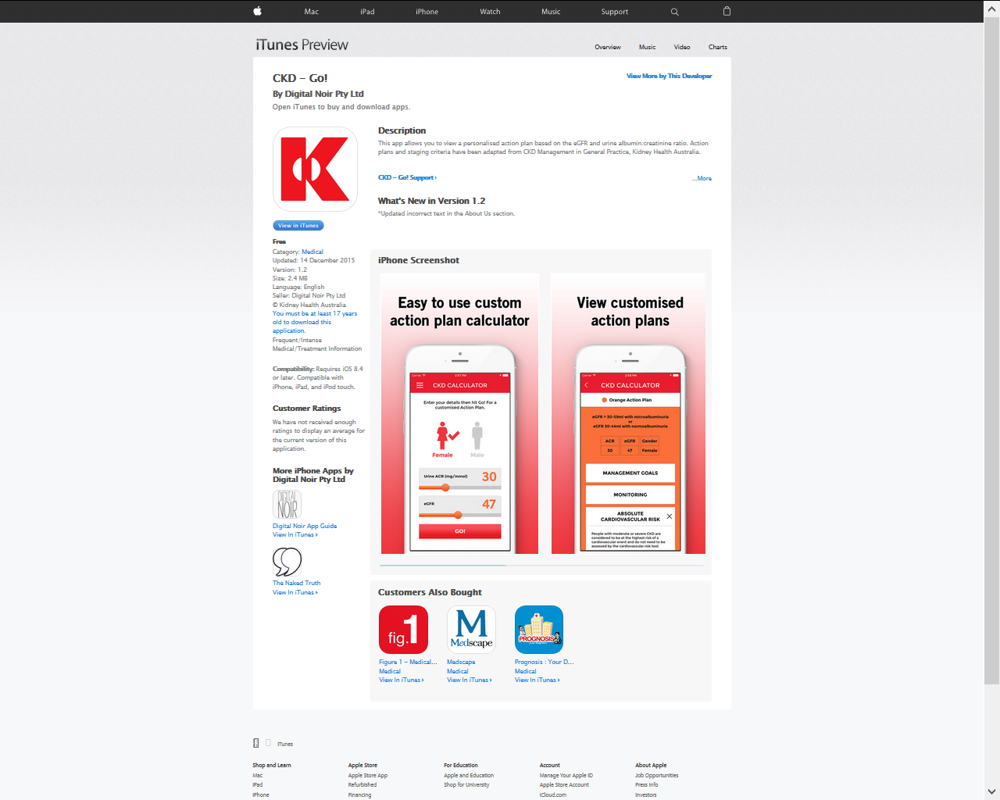 Mac
iPad
iPhone
Watch
Music
Support
iTunes Preview
Overview
Music
Video
Charts
CKD - Go!
View More by This Developer
By Digital Noir Pty Ltd
Open iTunes to buy and download apps.
Description
This app allows you to view a personalised action plan based on the eGFR and urine albumin:creatinine ratio. Action
plans and staging criteria have been adapted from CKD Management in General Practice, Kidney Health Australia.
CKD - Go! Support
...More
What's New in Version 1.2
*Updated incorrect text in the About Us section.
K
View in iTunes
Free
Category: Medical
Updated: 14 December 2015
Version: 1.2
Size: 2.4 MB
Language: English
Seller: Digital Noir Pty Ltd
© Kidney Health Australia
You must be at least 17 years
old to download this
application.
Frequent/Intense
Medical/Treatment Information
Compatibility: Requires iOS 8.4
or later. Compatible with
iPhone, iPad, and iPod touch.
Customer Ratings
We have not received enough
ratings to display an average for
the current version of this
application.
More iPhone Apps by
Digital Noir Pty Ltd
DIGITAL
NOIR
Digital Noir App Guide
View In iTunes
The Naked Truth
View In iTunes
iPhone Screenshot
Easy to use custom
action plan calculator
Carrier
2:57 PM
CKD CALCULATOR
Enter your details then hit Go! For a
customised Action Plan.
Female
Male
Urine ACR (mg/mmol)
30
eGFR
47
GO!
View customised
action plans
Carrier
2:58 PM
CKD CALCULATOR
Orange Action Plan
eGFR > 30-59ml with microalbuminuria
or
eGFR 30-44ml with normoalbuminuria
ACR eGFR Gender
30 47 Female
MANAGEMENT GOALS
MONITORING
ABSOLUTE
CARDIOVASCULAR RISK
People with moderate or severe CKD are
considered to be at the highest risk of a
cardiovascular event and do not need to be
assessed by the cardiovascular risk tool.
Customers Also Bought
fig.1
M
Medscape
PROGNOSIS
Figure 1 - Medical...
Medical
View In iTunes
Medscape
Medical
View In iTunes
Prognosis : Your D...
Medical
View In iTunes
iTunes
Shop and Learn
Mac
iPad
iPhone
Apple Store
Apple Store App
Refurbished
Financing
For Education
Apple and Education
Shop for University
Account
Manage Your Apple ID
Apple Store Account
iCloud.com
About Apple
Job Opportunities
Press Info
Investors